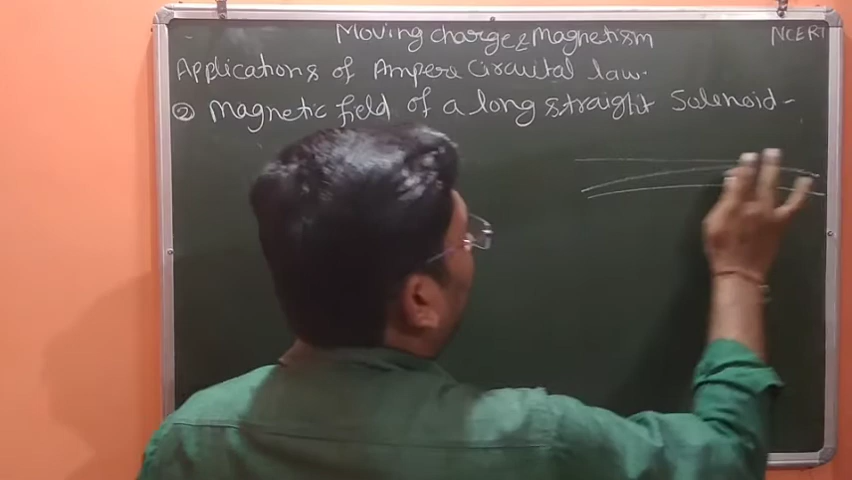 Moving charge & Magnetism
NCERT
Applications of Ampere Circuital law.
② Magnetic field of a long straight Solenoid-